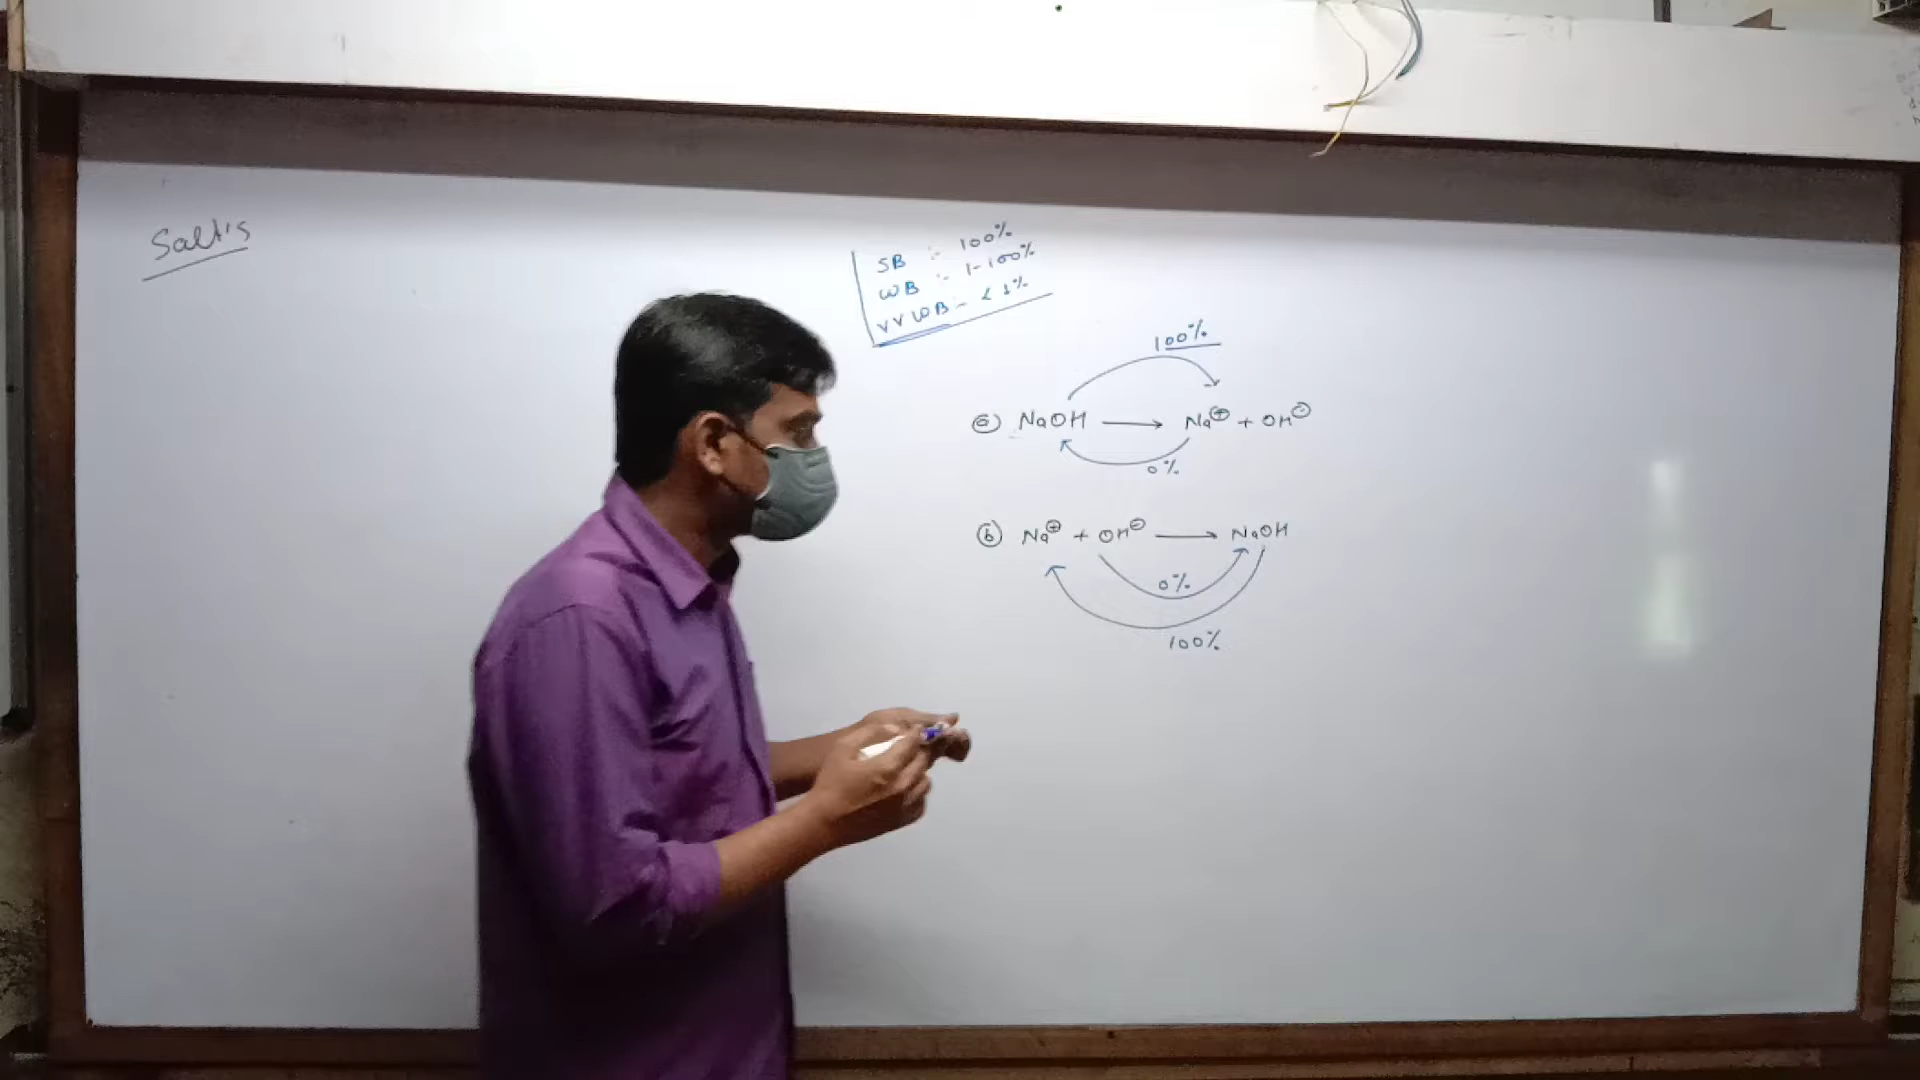 Salt's
SB :- 100%
WB :- 1-100%
VVWB :- < 1%
100%
ⓐ NaOH ⟶ Na⊕ + OH⊖
0%
ⓑ Na⊕ + OH⊖ ⟶ NaOH
0%
100%